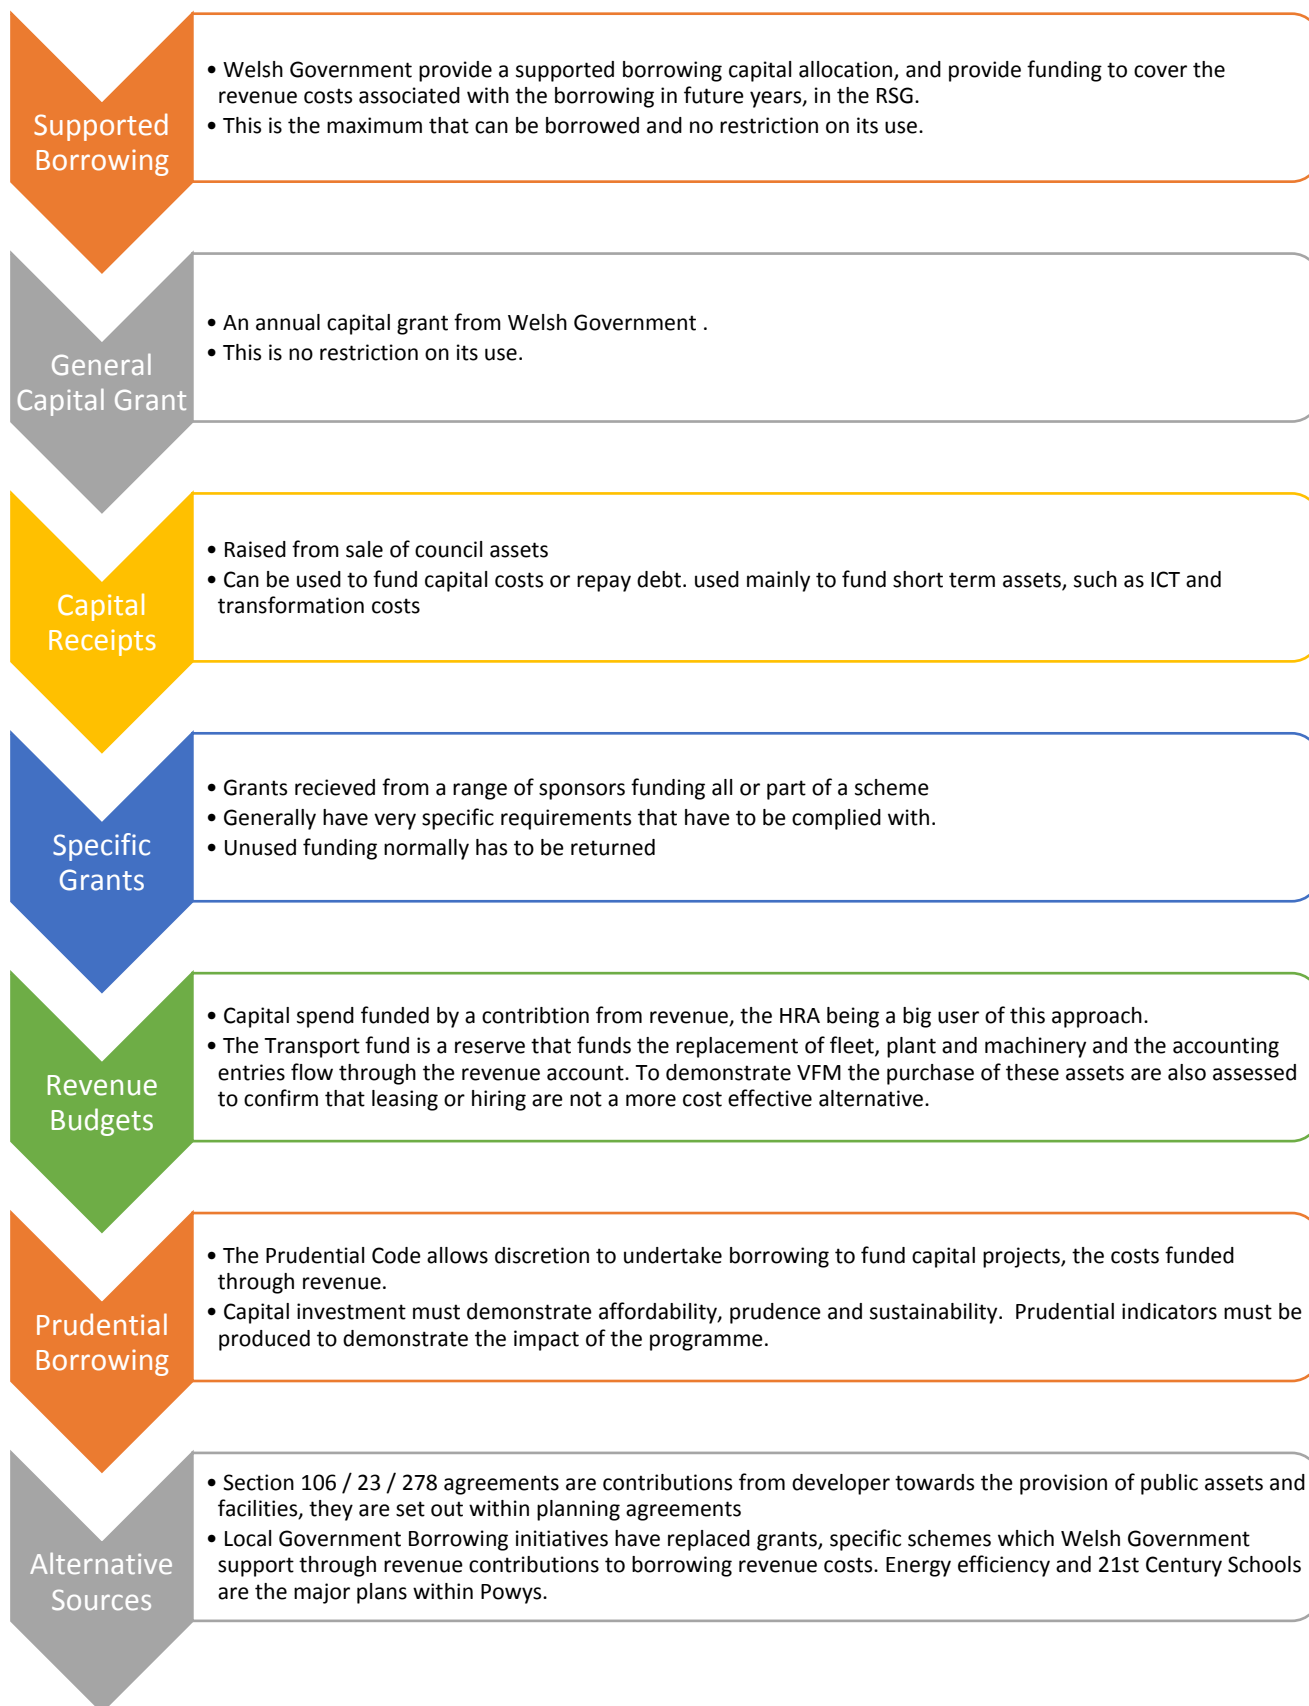 Supported
Borrowing
• Welsh Government provide a supported borrowing capital allocation, and provide funding to cover the
revenue costs associated with the borrowing in future years, in the RSG.
• This is the maximum that can be borrowed and no restriction on its use.
General
Capital Grant
• An annual capital grant from Welsh Government .
• This is no restriction on its use.
Capital
Receipts
• Raised from sale of council assets
• Can be used to fund capital costs or repay debt. used mainly to fund short term assets, such as ICT and
transformation costs
Specific
Grants
• Grants recieved from a range of sponsors funding all or part of a scheme
• Generally have very specific requirements that have to be complied with.
• Unused funding normally has to be returned
Revenue
Budgets
• Capital spend funded by a contribtion from revenue, the HRA being a big user of this approach.
• The Transport fund is a reserve that funds the replacement of fleet, plant and machinery and the accounting
entries flow through the revenue account. To demonstrate VFM the purchase of these assets are also assessed
to confirm that leasing or hiring are not a more cost effective alternative.
Prudential
Borrowing
• The Prudential Code allows discretion to undertake borrowing to fund capital projects, the costs funded
through revenue.
• Capital investment must demonstrate affordability, prudence and sustainability.  Prudential indicators must be
produced to demonstrate the impact of the programme.
Alternative
Sources
• Section 106 / 23 / 278 agreements are contributions from developer towards the provision of public assets and
facilities, they are set out within planning agreements
• Local Government Borrowing initiatives have replaced grants, specific schemes which Welsh Government
support through revenue contributions to borrowing revenue costs. Energy efficiency and 21st Century Schools
are the major plans within Powys.